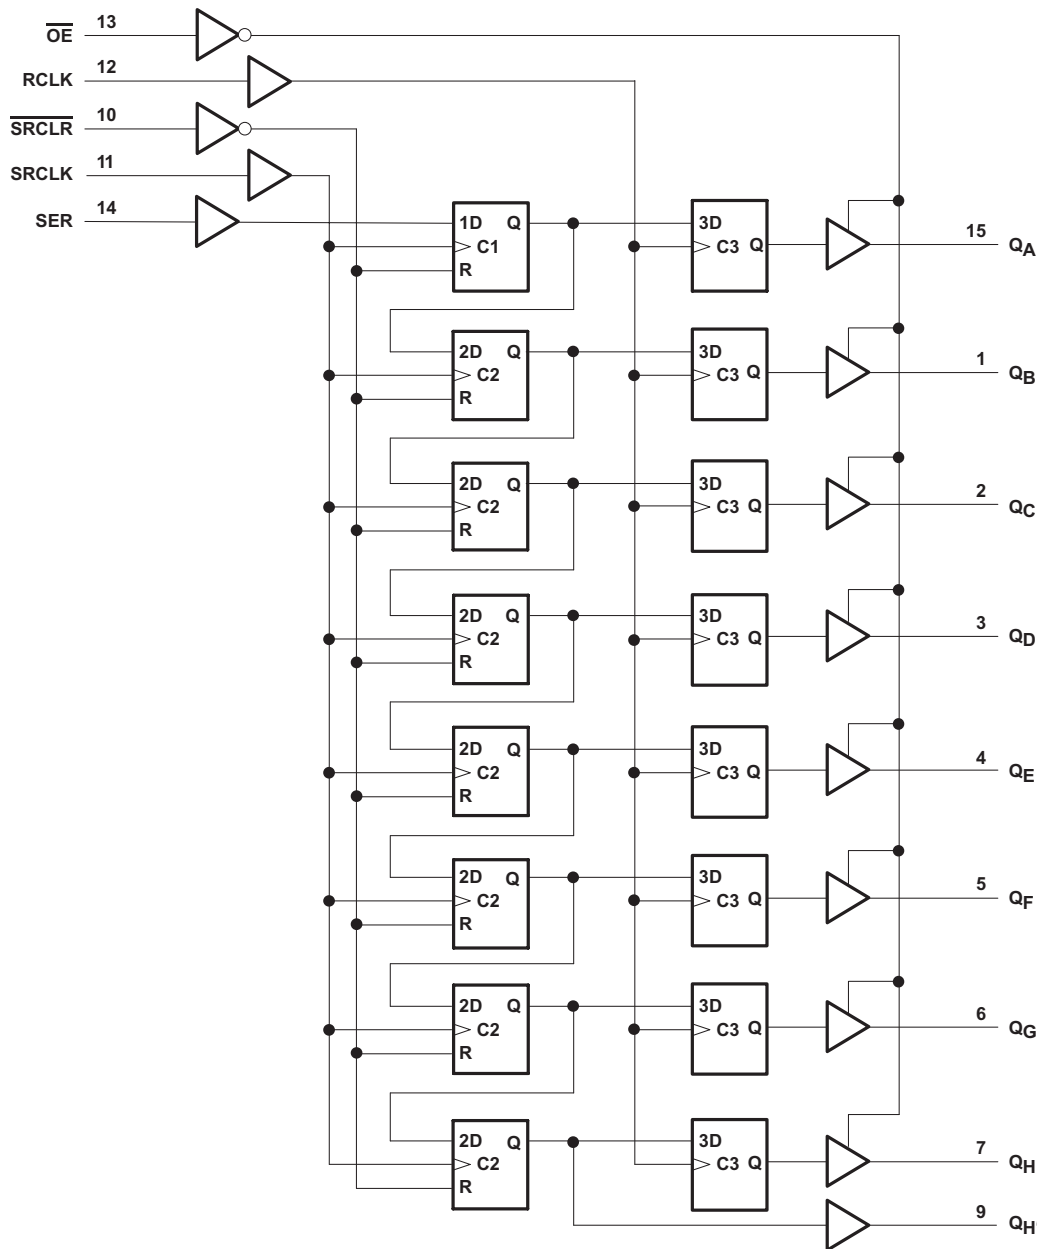 OE 13
RCLK 12
SRCLR 10
SRCLK 11
SER 14
1D Q
C1
R
3D
C3 Q
15 QA
2D Q
C2
R
3D
C3 Q
1 QB
2D Q
C2
R
3D
C3 Q
2 QC
2D Q
C2
R
3D
C3 Q
3 QD
2D Q
C2
R
3D
C3 Q
4 QE
2D Q
C2
R
3D
C3 Q
5 QF
2D Q
C2
R
3D
C3 Q
6 QG
2D Q
C2
R
3D
C3 Q
7 QH
9 QH